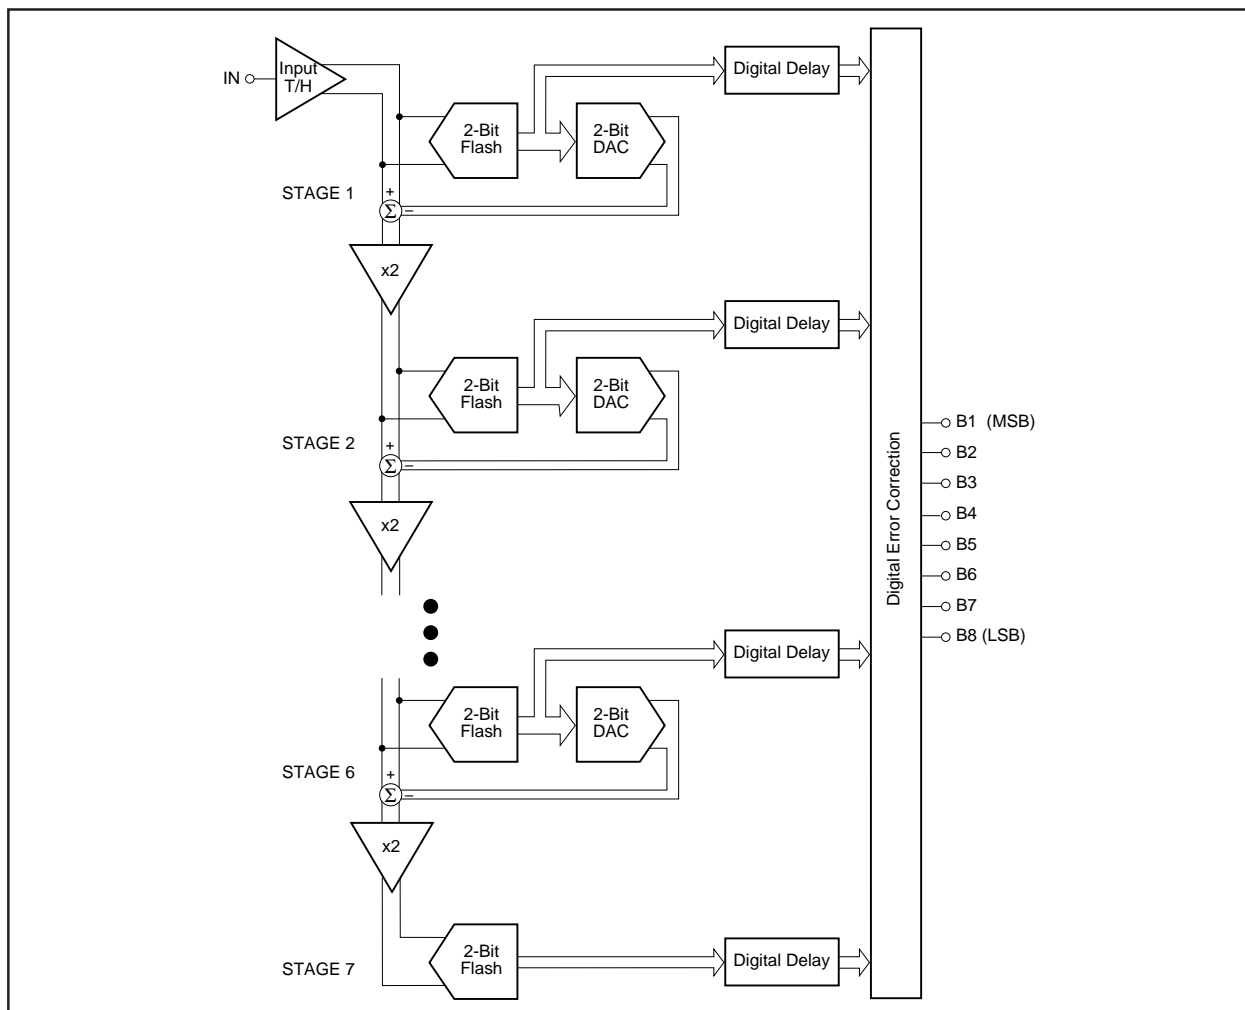 IN
Input
T/H
2-Bit
Flash
2-Bit
DAC
Digital Delay
STAGE 1
+
Σ
–
x2
2-Bit
Flash
2-Bit
DAC
Digital Delay
STAGE 2
+
Σ
–
x2
2-Bit
Flash
2-Bit
DAC
Digital Delay
STAGE 6
+
Σ
–
x2
STAGE 7
2-Bit
Flash
Digital Delay
Digital Error Correction
B1 (MSB)
B2
B3
B4
B5
B6
B7
B8 (LSB)